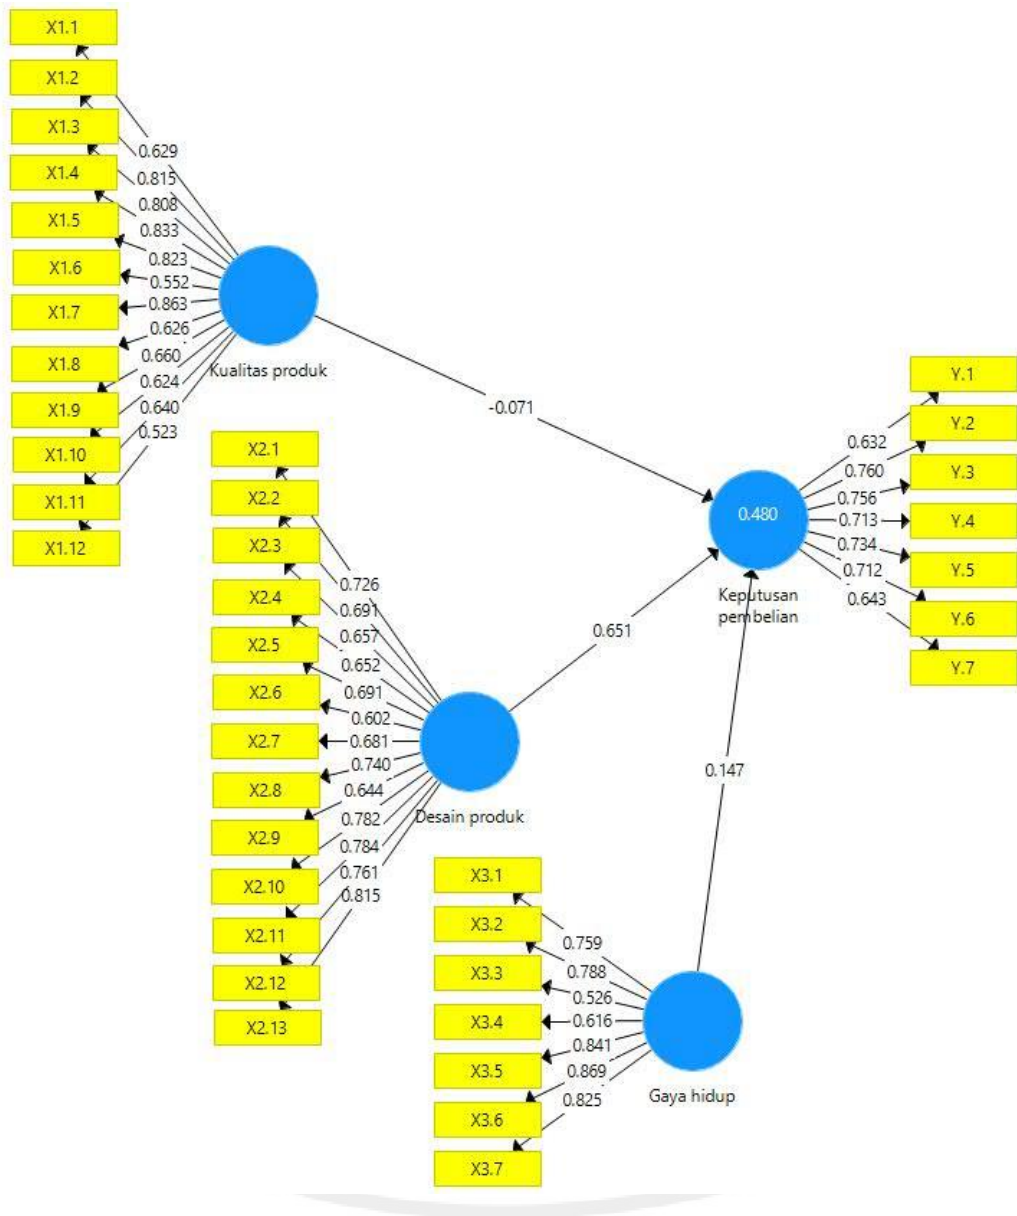 X1.1
X1.2
X1.3
X1.4
X1.5
X1.6
X1.7
X1.8
X1.9
X1.10
X1.11
X1.12
0.629
0.815
0.808
0.833
0.823
0.552
0.863
0.626
0.660
0.624
0.640
0.523
Kualitas produk
-0.071
X2.1
X2.2
X2.3
X2.4
X2.5
X2.6
X2.7
X2.8
X2.9
X2.10
X2.11
X2.12
X2.13
0.726
0.691
0.657
0.652
0.691
0.602
0.681
0.740
0.644
0.782
0.784
0.761
0.815
Desain produk
0.651
X3.1
X3.2
X3.3
X3.4
X3.5
X3.6
X3.7
0.759
0.788
0.526
0.616
0.841
0.869
0.825
Gaya hidup
0.147
0.480
Keputusan
pembelian
0.632
0.760
0.756
0.713
0.734
0.712
0.643
Y.1
Y.2
Y.3
Y.4
Y.5
Y.6
Y.7